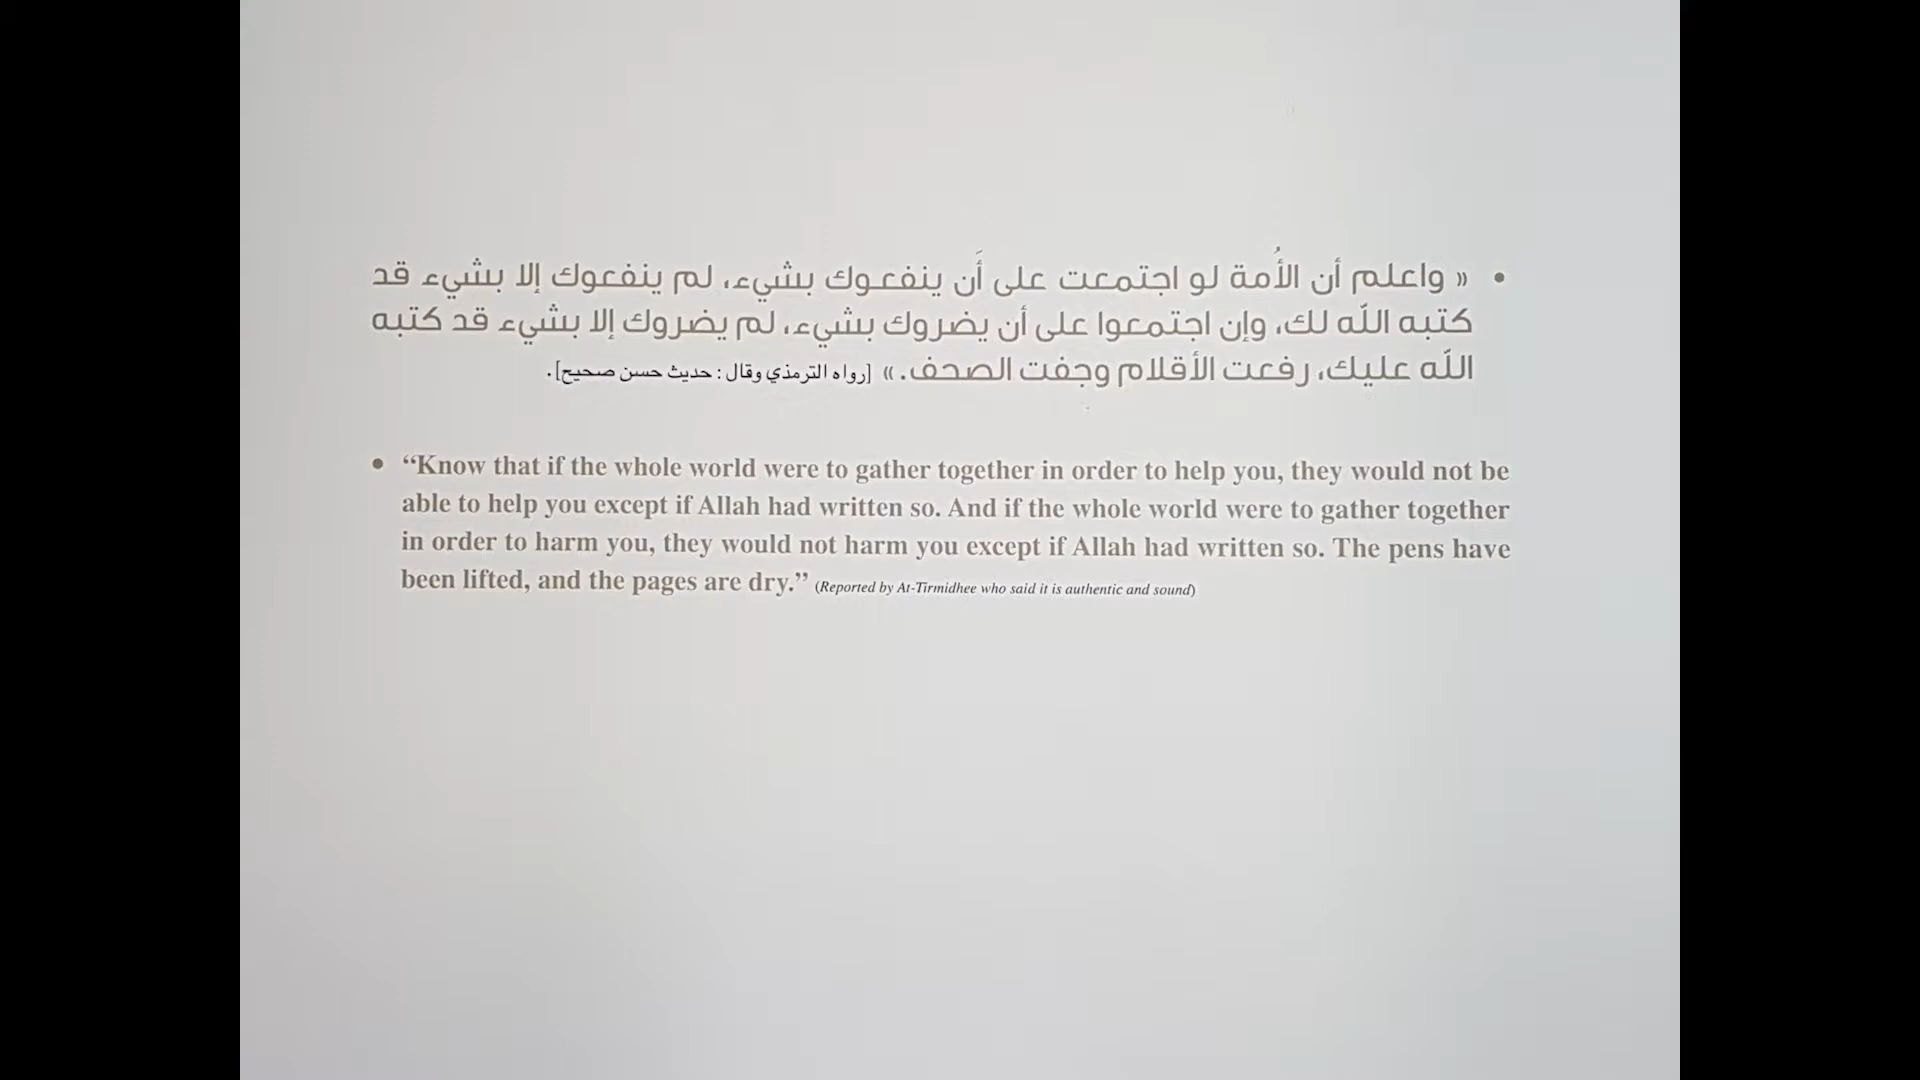 • « واعلم أن الأُمة لو اجتمعت على أَن ينفعوك بشيء، لم ينفعوك إلا بشيء قد
كتبه اللّه لك، وإن اجتمعوا على أن يضروك بشيء، لم يضروك إلا بشيء قد كتبه
اللّه عليك، رفعت الأقلام وجفت الصحف. » [رواه الترمذي وقال : حديث حسن صحيح].
• “Know that if the whole world were to gather together in order to help you, they would not be
able to help you except if Allah had written so. And if the whole world were to gather together
in order to harm you, they would not harm you except if Allah had written so. The pens have
been lifted, and the pages are dry.” (Reported by At-Tirmidhee who said it is authentic and sound)